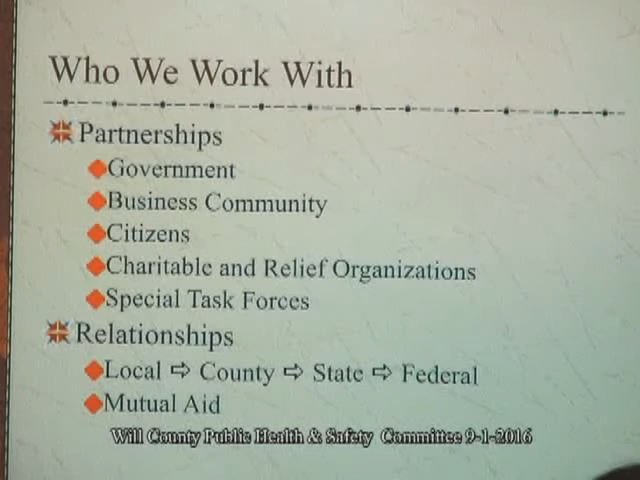 Who We Work With
Partnerships
Government
Business Community
Citizens
Charitable and Relief Organizations
Special Task Forces
Relationships
Local ⇨ County ⇨ State ⇨ Federal
Mutual Aid
Will County Public Health & Safety Committee 9-1-2016